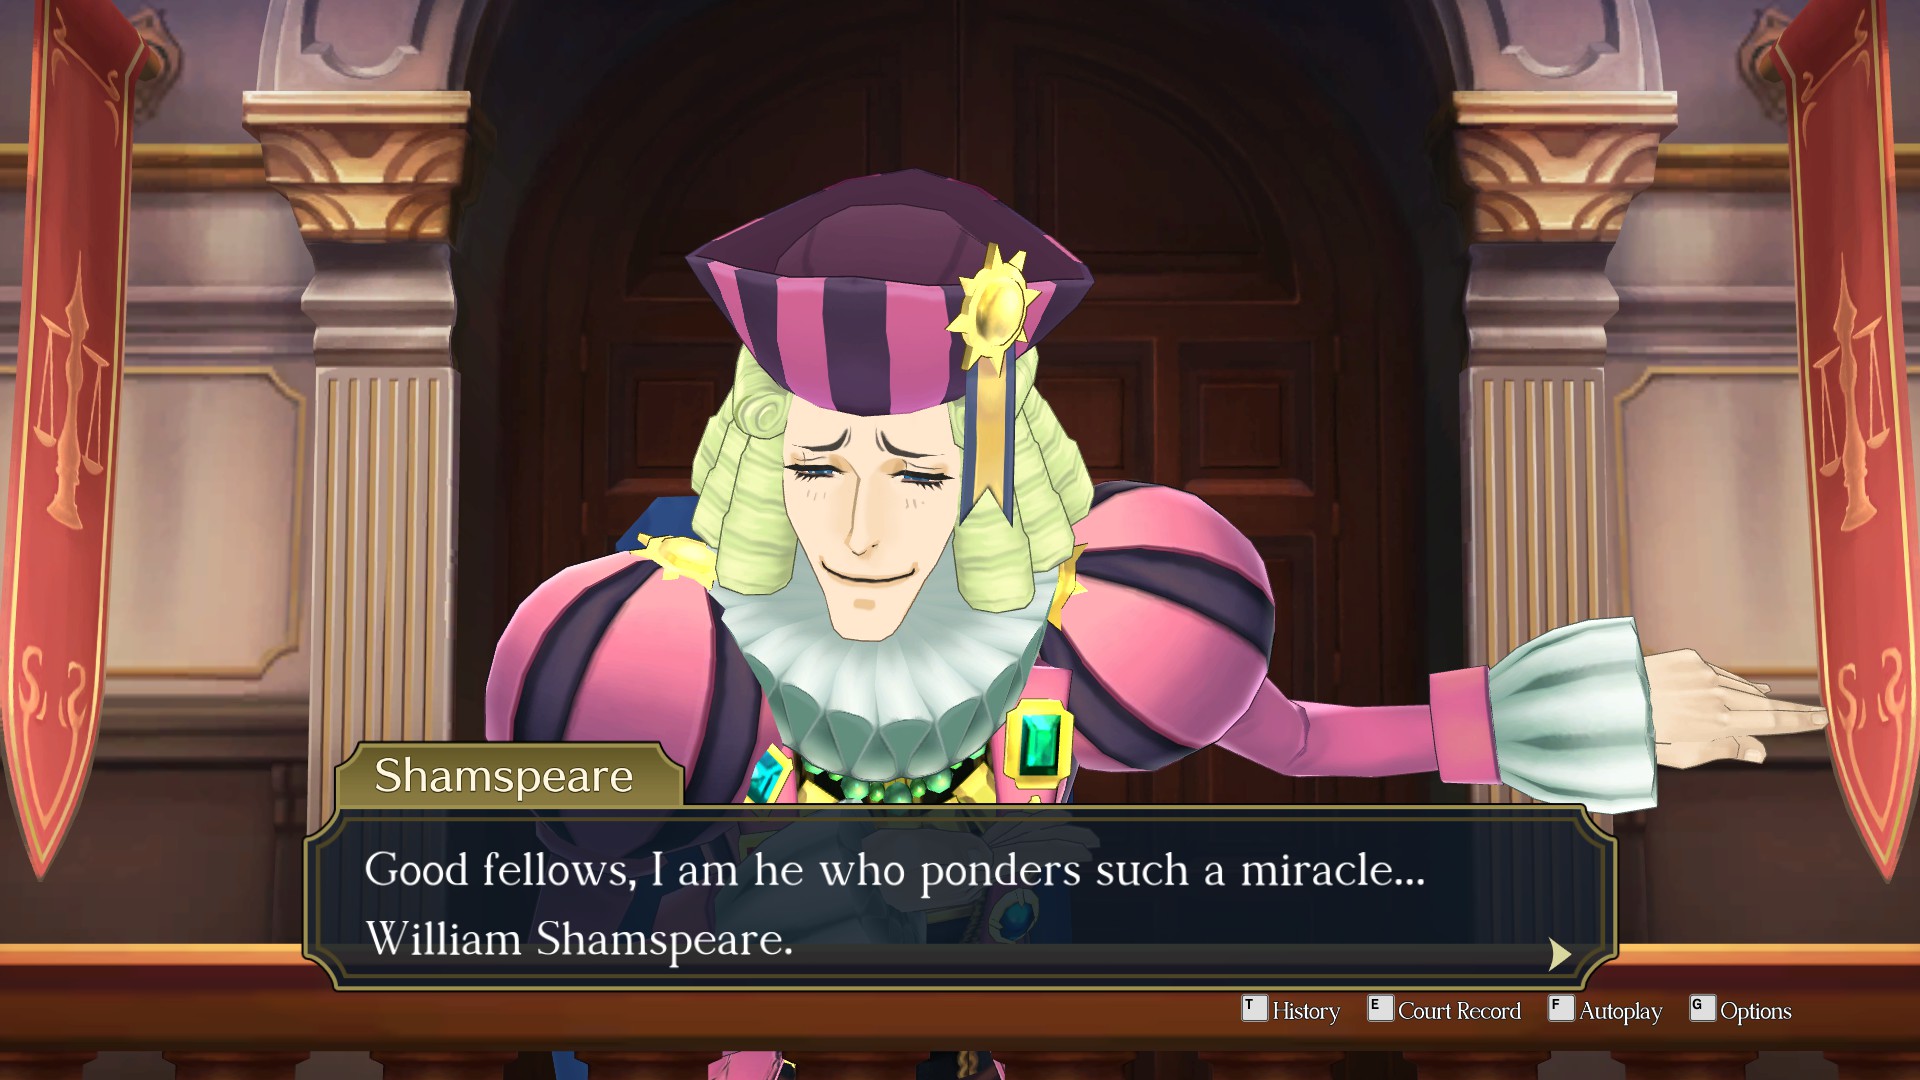 Shamspeare
Good fellows, I am he who ponders such a miracle...
William Shamspeare.
T History E Court Record F Autoplay G Options